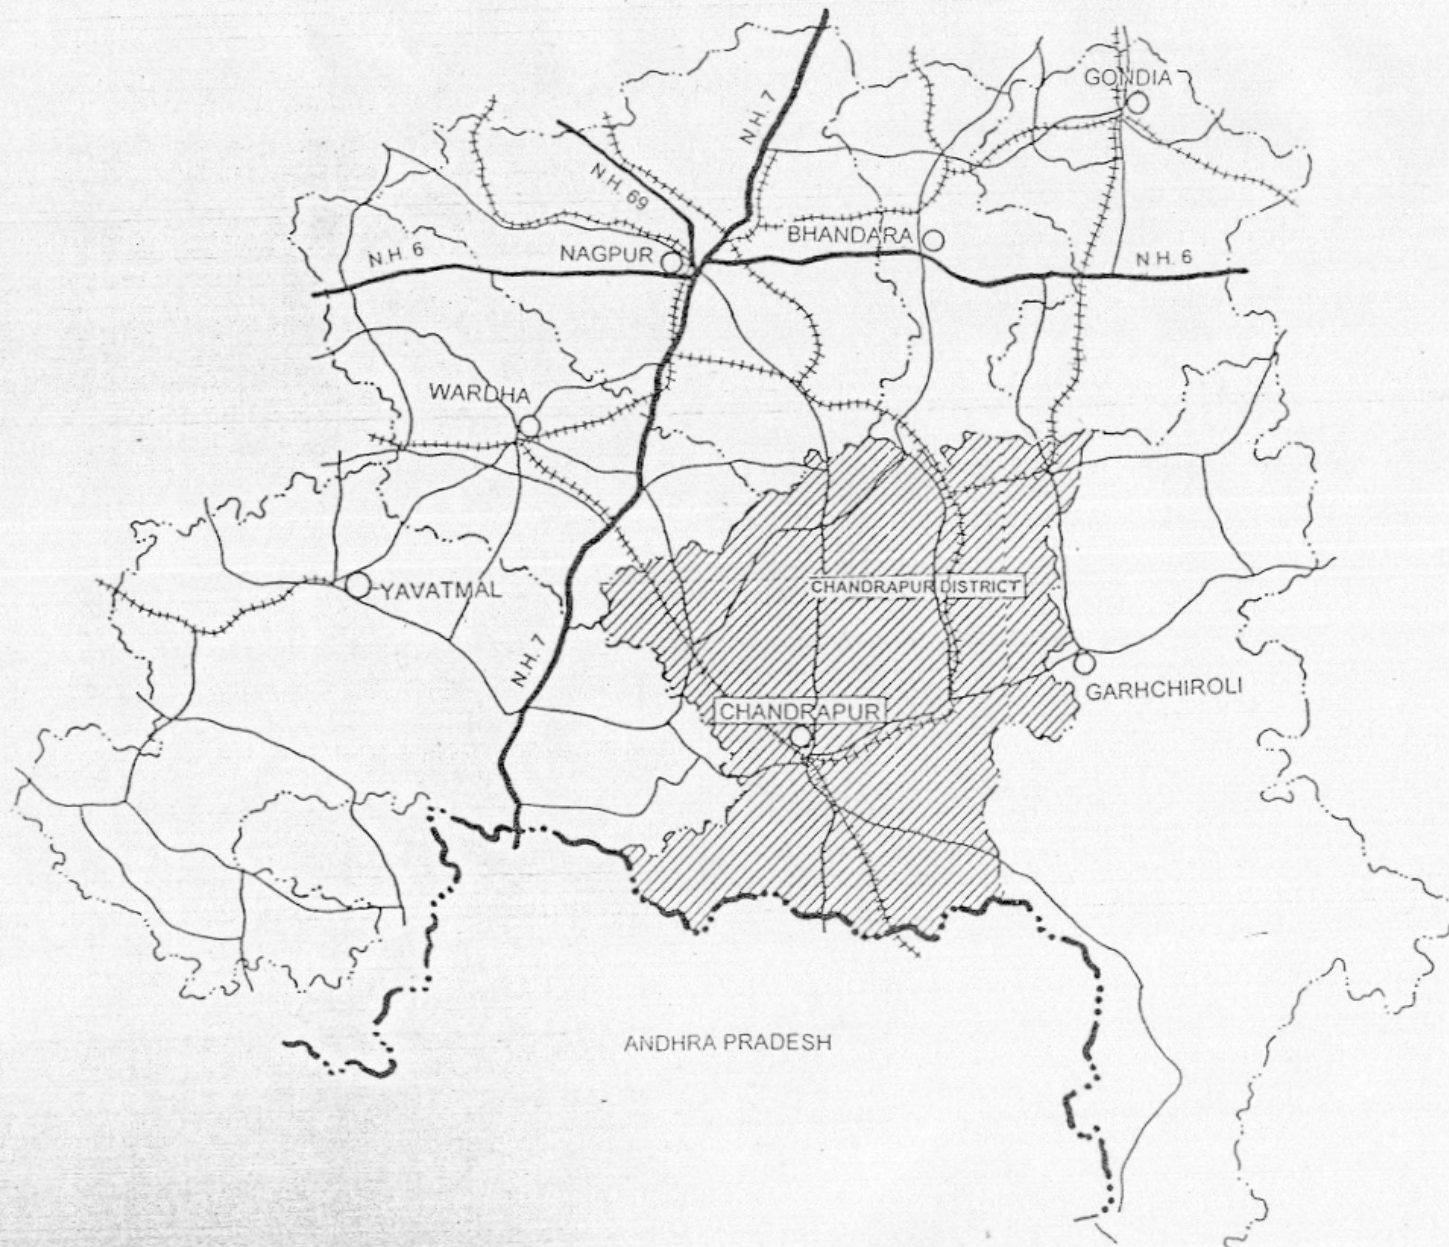 GONDIA
N.H. 7
N.H. 69
BHANDARA
NAGPUR
N.H. 6
N.H. 6
WARDHA
CHANDRAPUR DISTRICT
YAVATMAL
N.H. 7
GARHCHIROLI
CHANDRAPUR
ANDHRA PRADESH